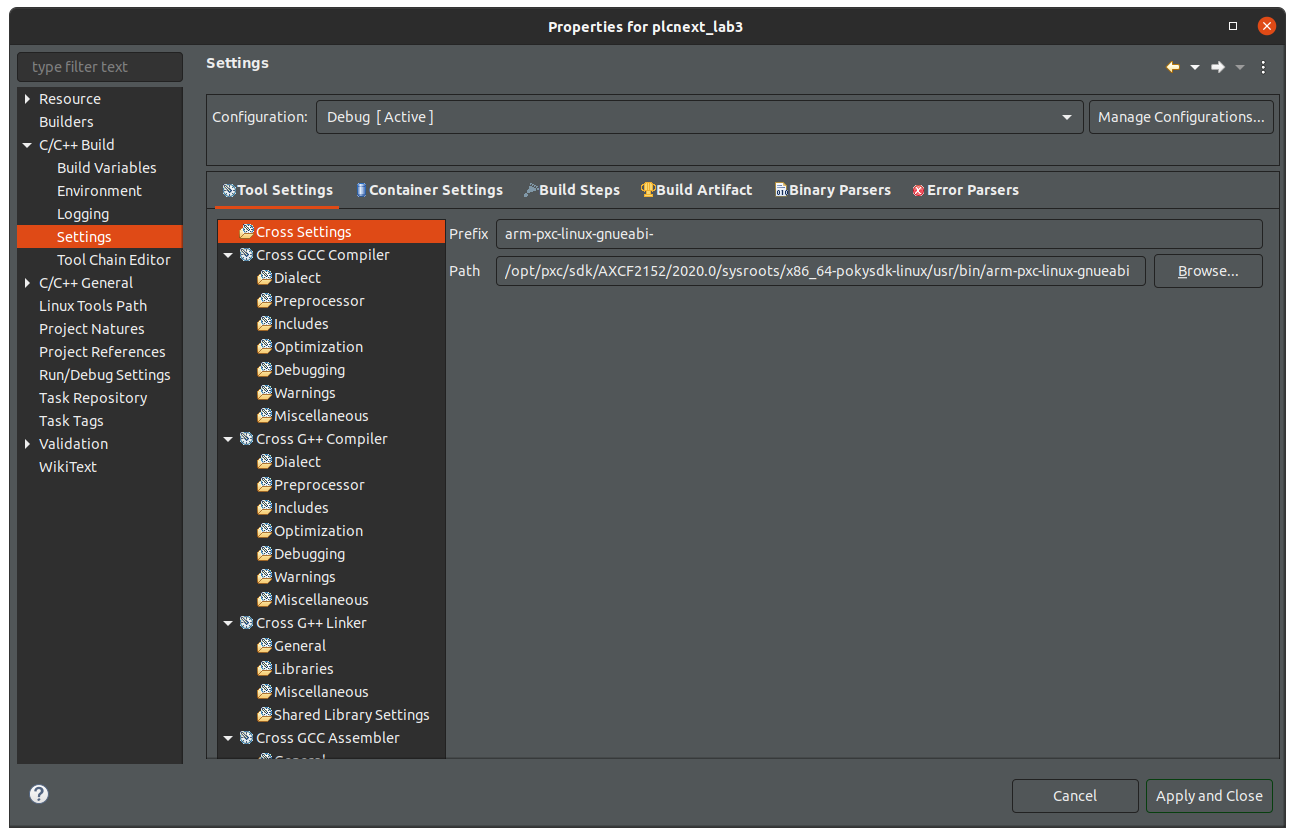 Properties for plcnext_lab3
type filter text
Resource
Builders
C/C++ Build
Build Variables
Environment
Logging
Settings
Tool Chain Editor
C/C++ General
Linux Tools Path
Project Natures
Project References
Run/Debug Settings
Task Repository
Task Tags
Validation
WikiText
Settings
Configuration: Debug [ Active ] Manage Configurations...
Tool Settings Container Settings Build Steps Build Artifact Binary Parsers Error Parsers
Cross Settings
Cross GCC Compiler
Dialect
Preprocessor
Includes
Optimization
Debugging
Warnings
Miscellaneous
Cross G++ Compiler
Dialect
Preprocessor
Includes
Optimization
Debugging
Warnings
Miscellaneous
Cross G++ Linker
General
Libraries
Miscellaneous
Shared Library Settings
Cross GCC Assembler
General
Prefix arm-pxc-linux-gnueabi-
Path /opt/pxc/sdk/AXCF2152/2020.0/sysroots/x86_64-pokysdk-linux/usr/bin/arm-pxc-linux-gnueabi Browse...
Cancel Apply and Close